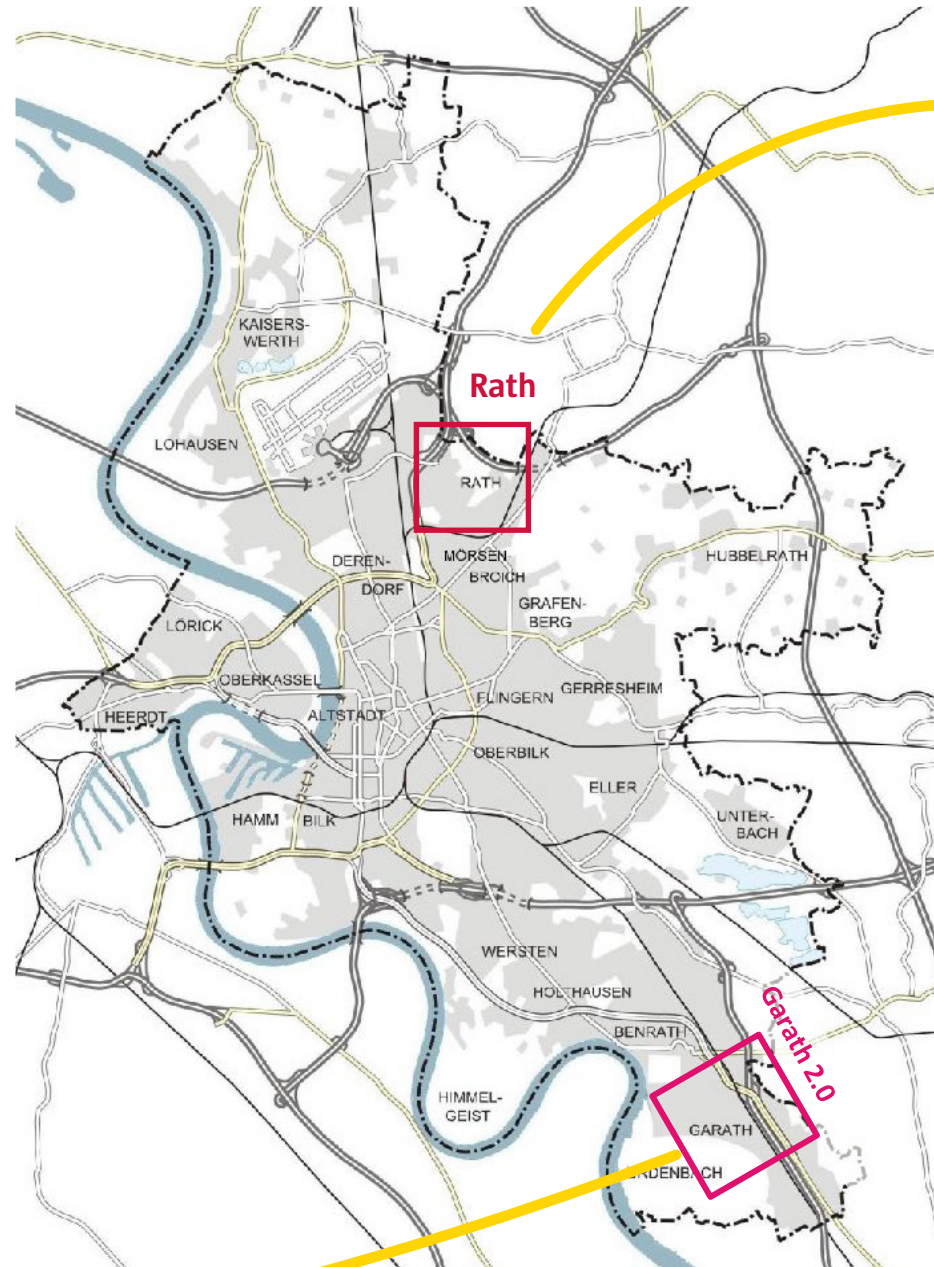 KAISERS-
WERTH
Rath
LOHAUSEN
RATH
DEREN-
DORF
MÖRSEN
BROICH
HUBBELRATH
GRAFEN-
BERG
LÖRICK
OBERKASSEL
HEERDT
ALTSTADT
FLINGERN
GERRESHEIM
OBERBILK
ELLER
HAMM
BILK
UNTER-
BACH
WERSTEN
HOLTHAUSEN
BENRATH
Garath 2.0
HIMMEL-
GEIST
GARATH